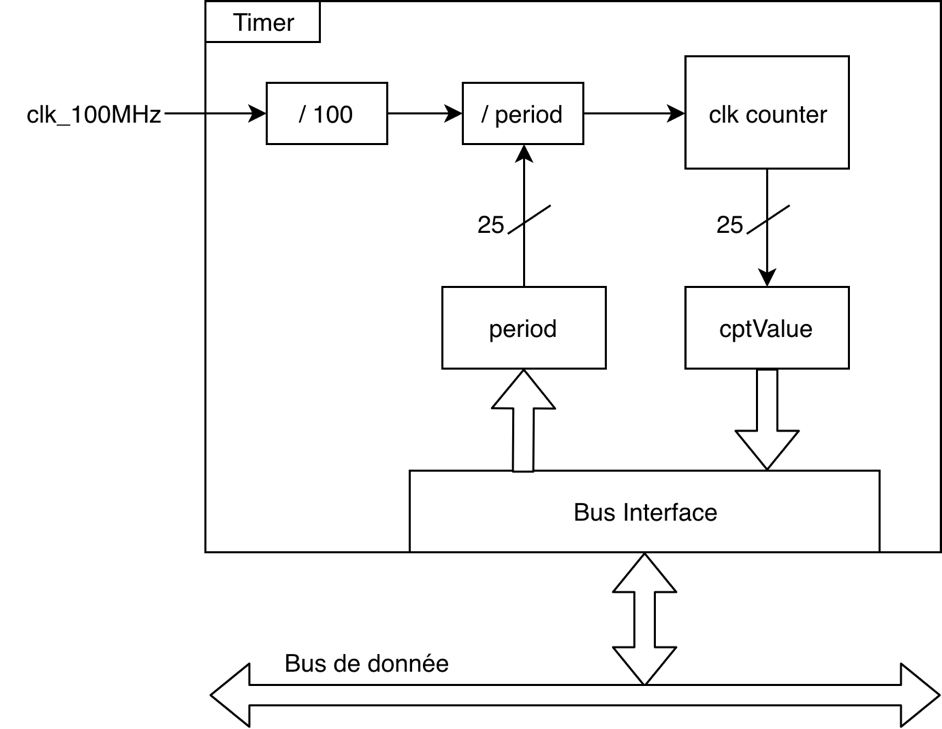 Timer
clk_100MHz
/ 100
/ period
clk counter
25
25
period
cptValue
Bus Interface
Bus de donnée